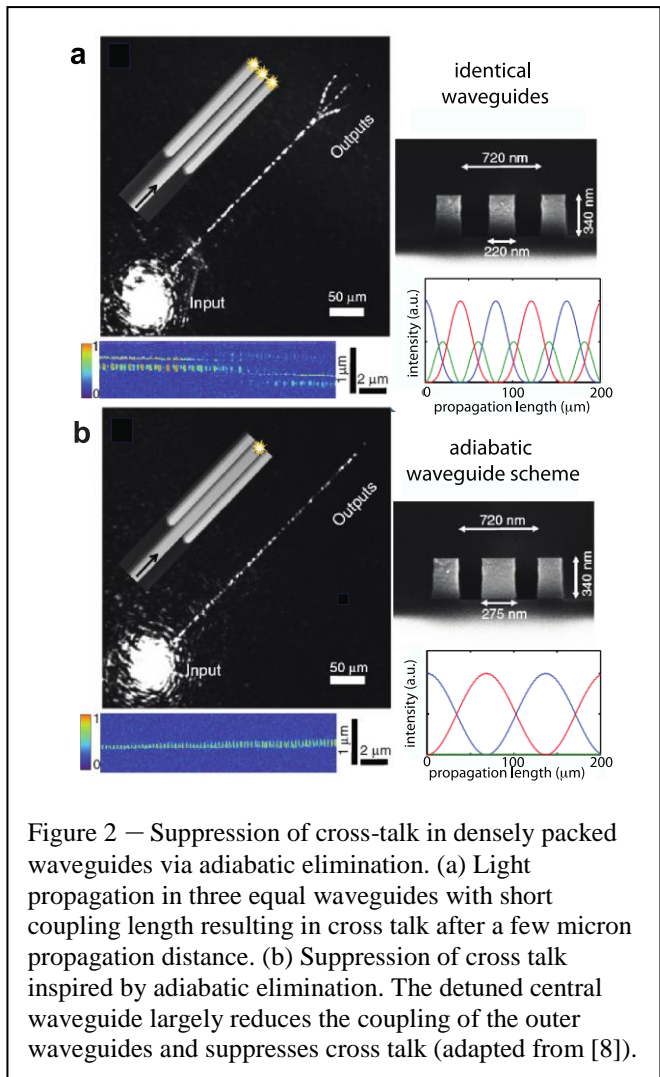 a
identical
waveguides
Outputs
Input
50 μm
720 nm
340 nm
220 nm
1
0
1 μm
2 μm
intensity (a.u.)
0
100
200
propagation length (μm)
b
adiabatic
waveguide scheme
Outputs
Input
50 μm
720 nm
340 nm
275 nm
1
0
1 μm
2 μm
intensity (a.u.)
0
100
200
propagation length (μm)
Figure 2 — Suppression of cross-talk in densely packed
waveguides via adiabatic elimination. (a) Light
propagation in three equal waveguides with short
coupling length resulting in cross talk after a few micron
propagation distance. (b) Suppression of cross talk
inspired by adiabatic elimination. The detuned central
waveguide largely reduces the coupling of the outer
waveguides and suppresses cross talk (adapted from [8]).